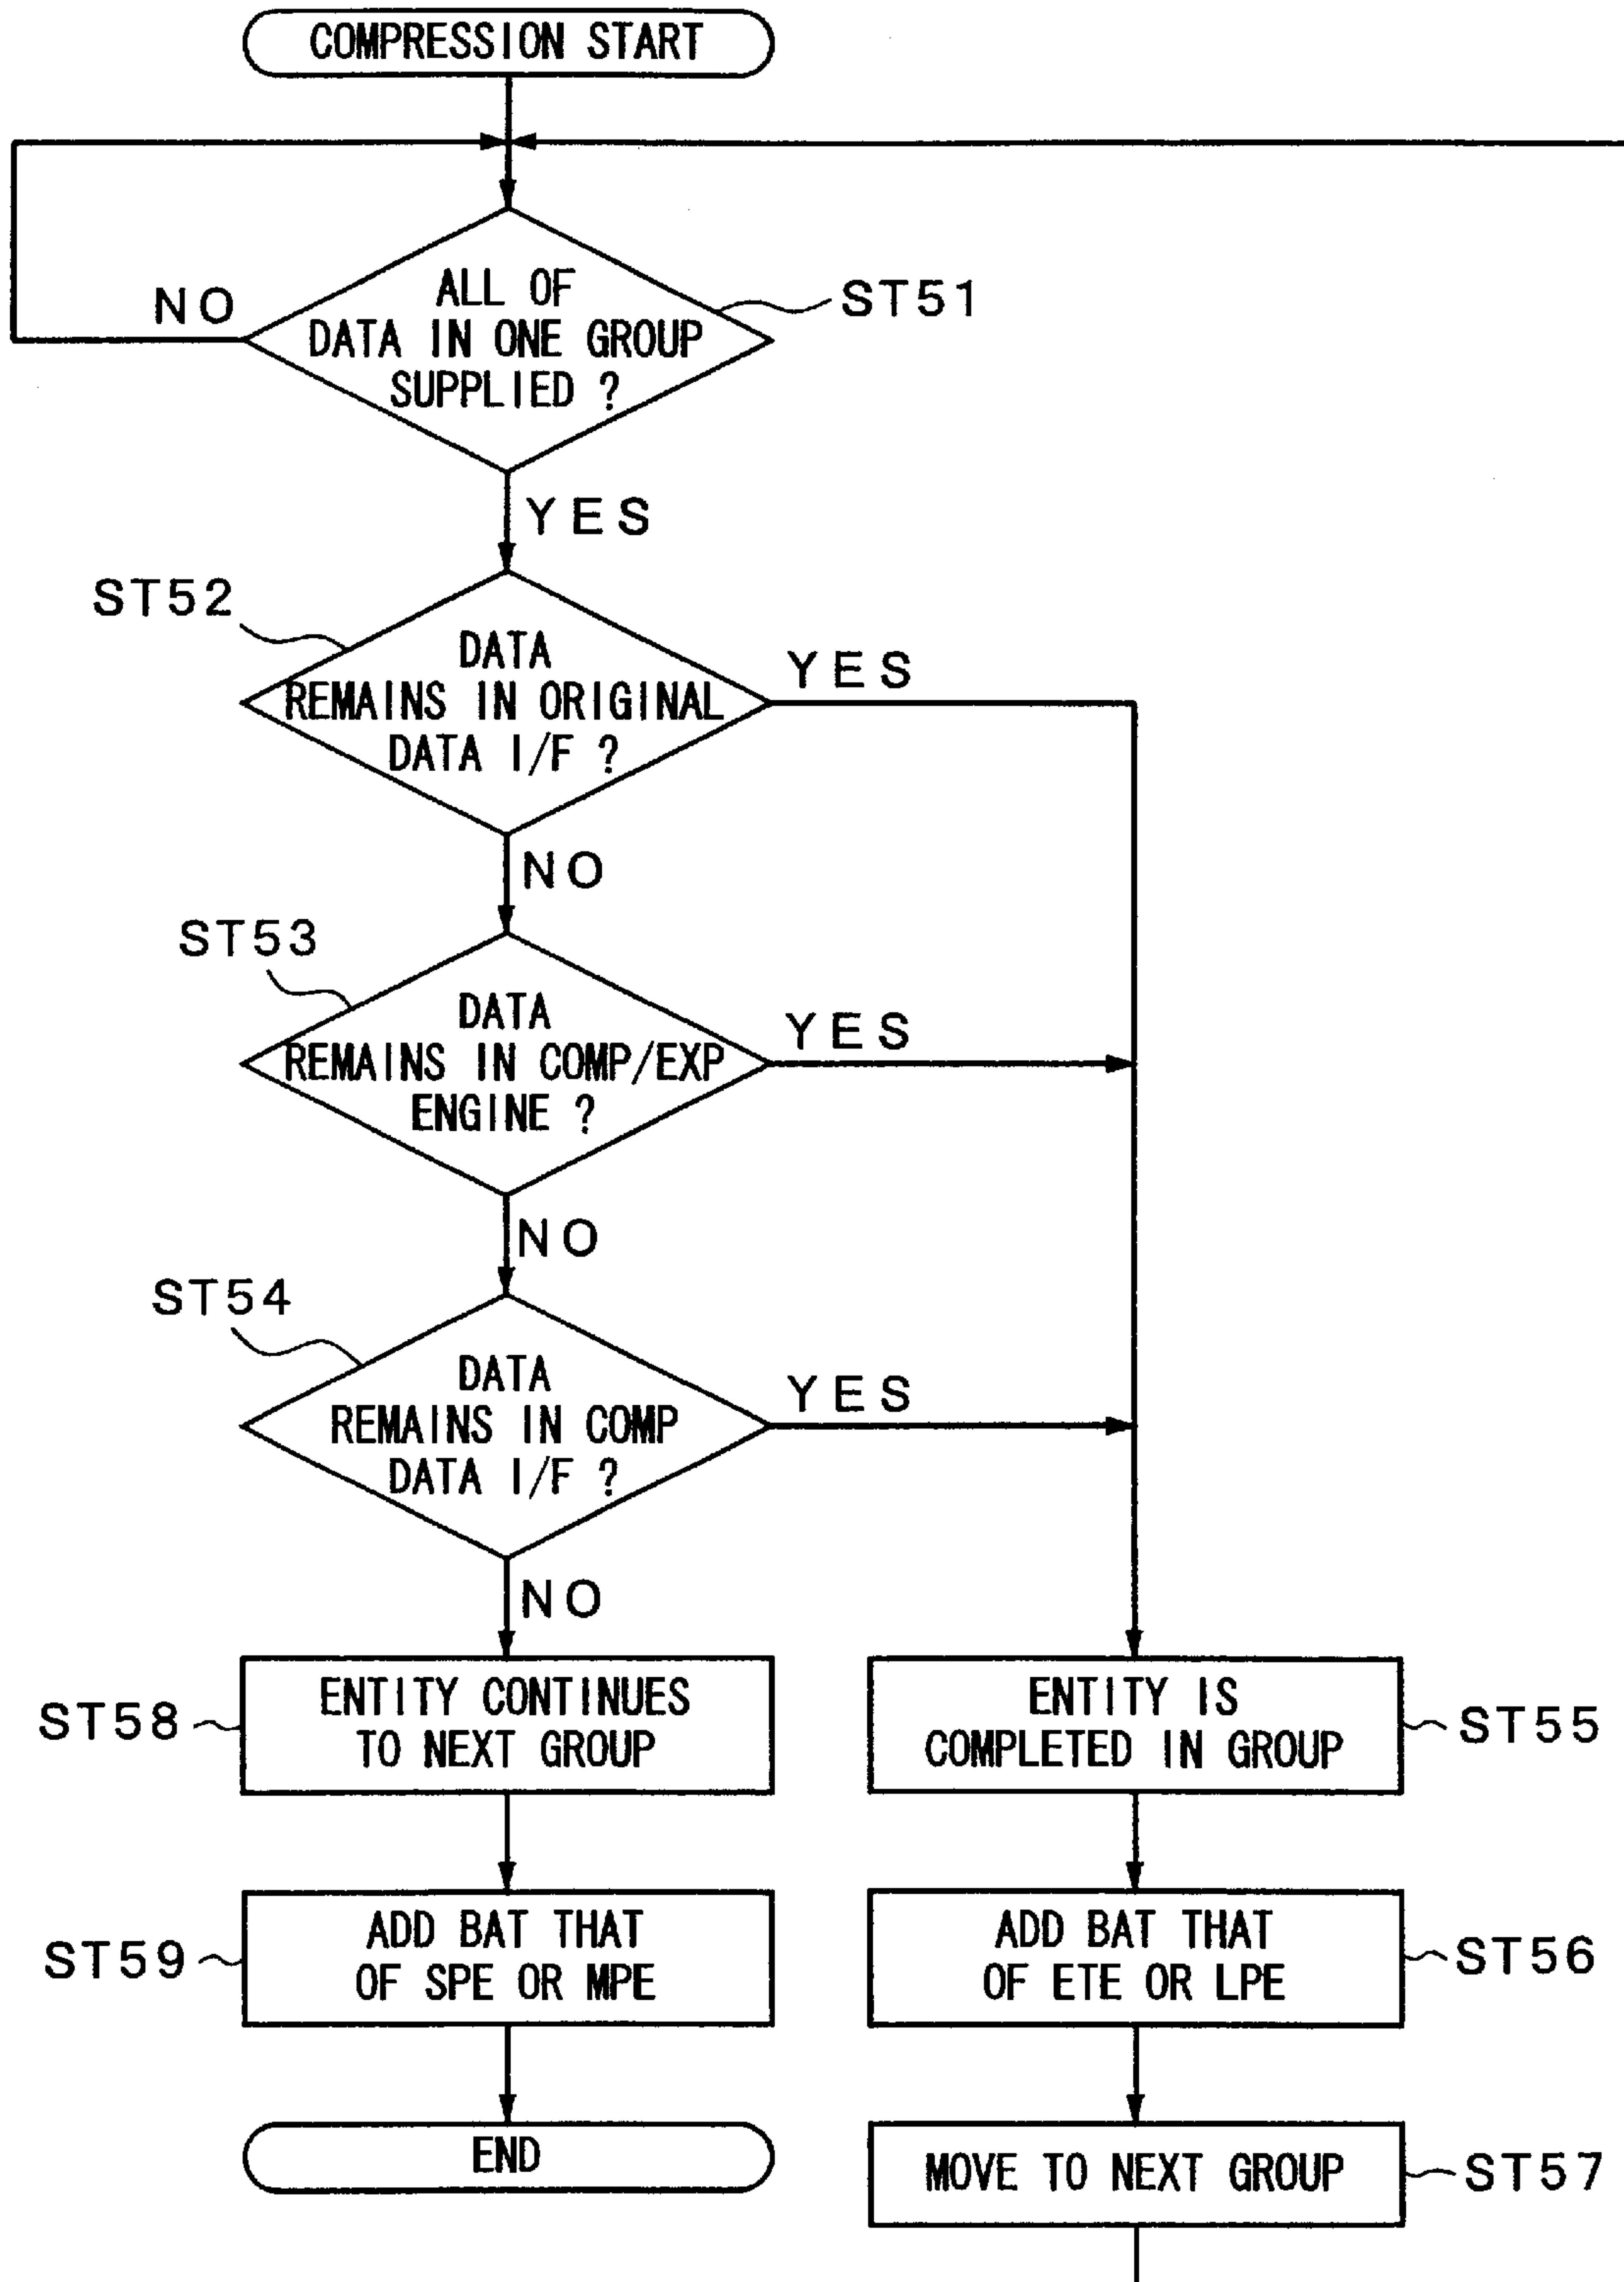 COMPRESSION START
ALL OF
DATA IN ONE GROUP
SUPPLIED ?
ST51
NO
YES
ST52
DATA
REMAINS IN ORIGINAL
DATA I/F ?
YES
NO
ST53
DATA
REMAINS IN COMP/EXP
ENGINE ?
YES
NO
ST54
DATA
REMAINS IN COMP
DATA I/F ?
YES
NO
ST58
ENTITY CONTINUES
TO NEXT GROUP
ENTITY IS
COMPLETED IN GROUP
ST55
ST59
ADD BAT THAT
OF SPE OR MPE
ADD BAT THAT
OF ETE OR LPE
ST56
END
MOVE TO NEXT GROUP
ST57